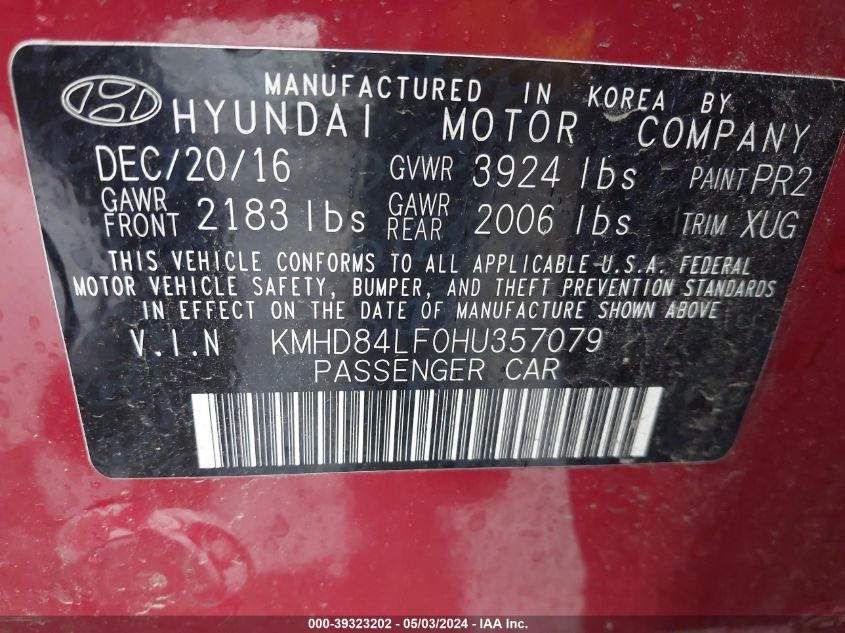 MANUFACTURED IN KOREA BY
HYUNDAI MOTOR COMPANY
DEC/20/16 GVWR 3924 lbs PAINT PR2
GAWR FRONT 2183 lbs GAWR REAR 2006 lbs TRIM XUG
THIS VEHICLE CONFORMS TO ALL APPLICABLE U.S.A. FEDERAL
MOTOR VEHICLE SAFETY, BUMPER, AND THEFT PREVENTION STANDARDS
IN EFFECT ON THE DATE OF MANUFACTURE SHOWN ABOVE
V.I.N KMHD84LF0HU357079
PASSENGER CAR
000-39323202 - 05/03/2024 - IAA Inc.